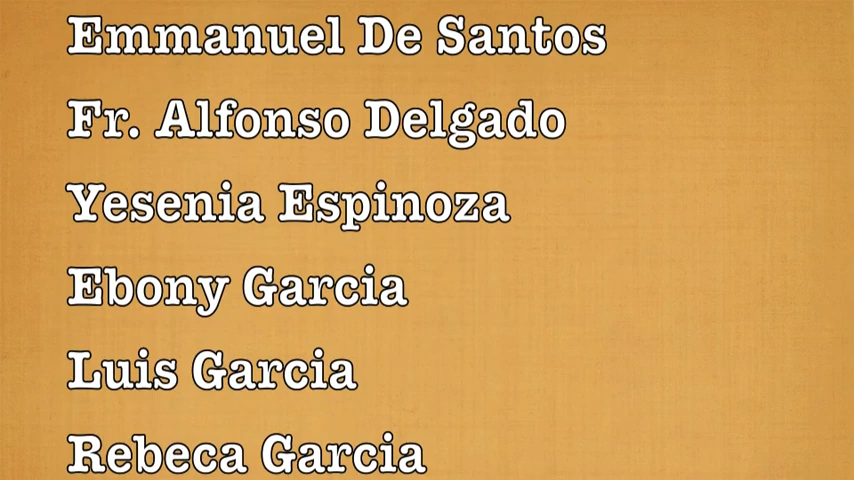 Emmanuel De Santos
Fr. Alfonso Delgado
Yesenia Espinoza
Ebony Garcia
Luis Garcia
Rebeca Garcia